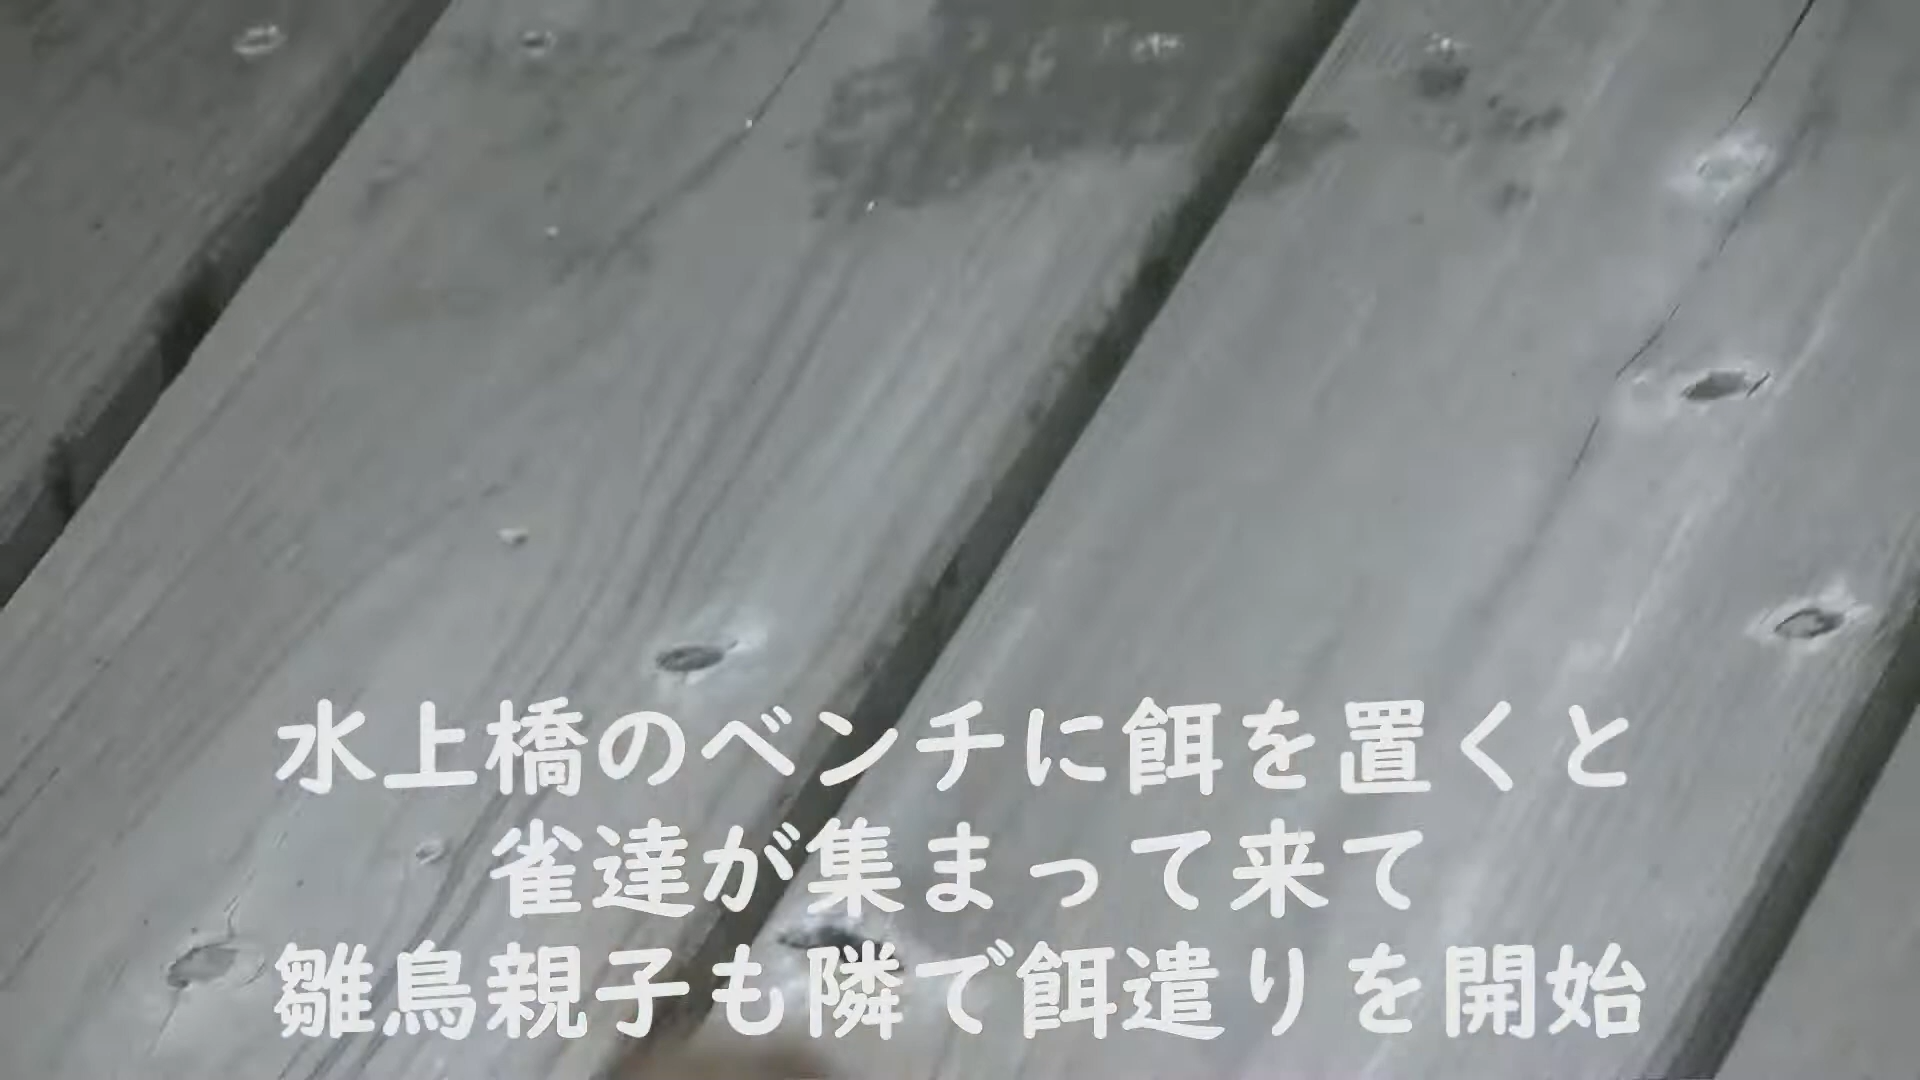 水上橋のベンチに餌を置くと
雀達が集まって来て
雛鳥親子も隣で餌遣りを開始